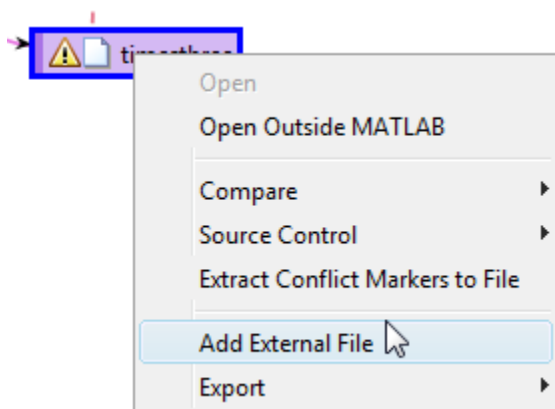 Open
Open Outside MATLAB
Compare
Source Control
Extract Conflict Markers to File
Add External File
Export